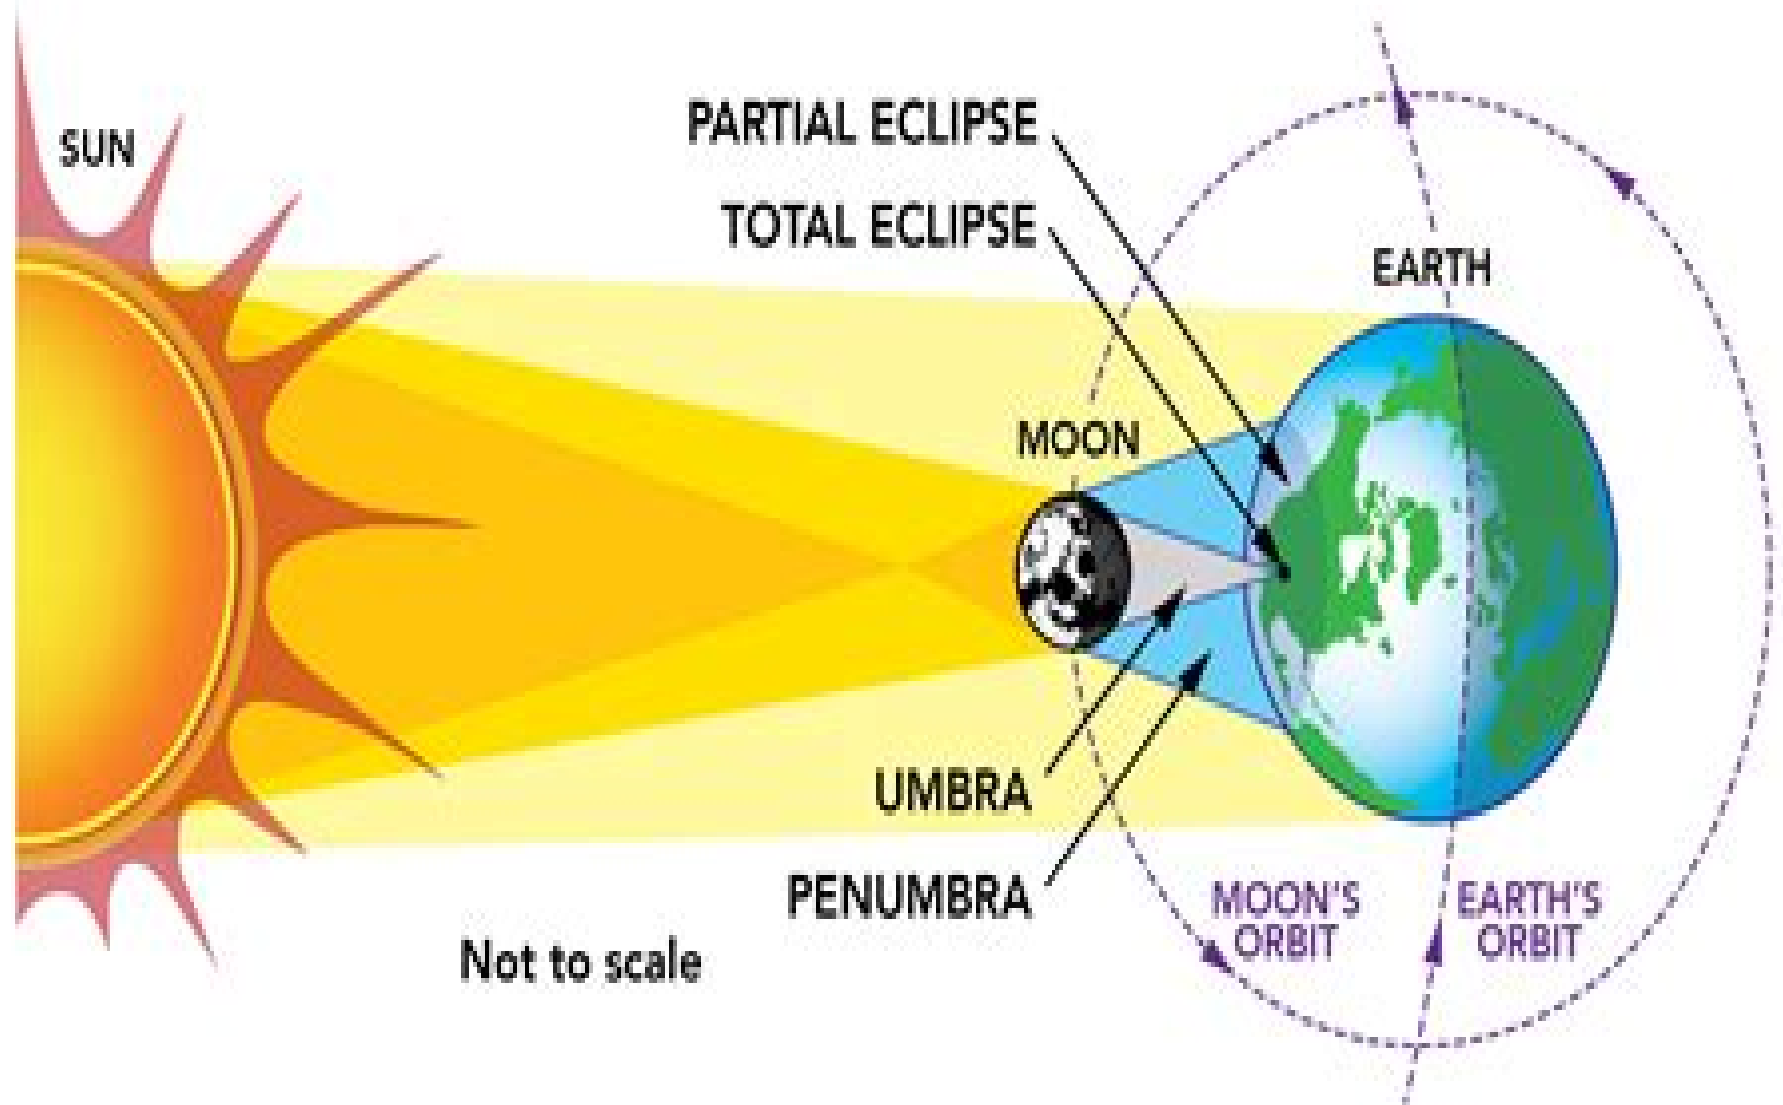 SUN
PARTIAL ECLIPSE
TOTAL ECLIPSE
EARTH
MOON
UMBRA
PENUMBRA
MOON'S
ORBIT
EARTH'S
ORBIT
Not to scale